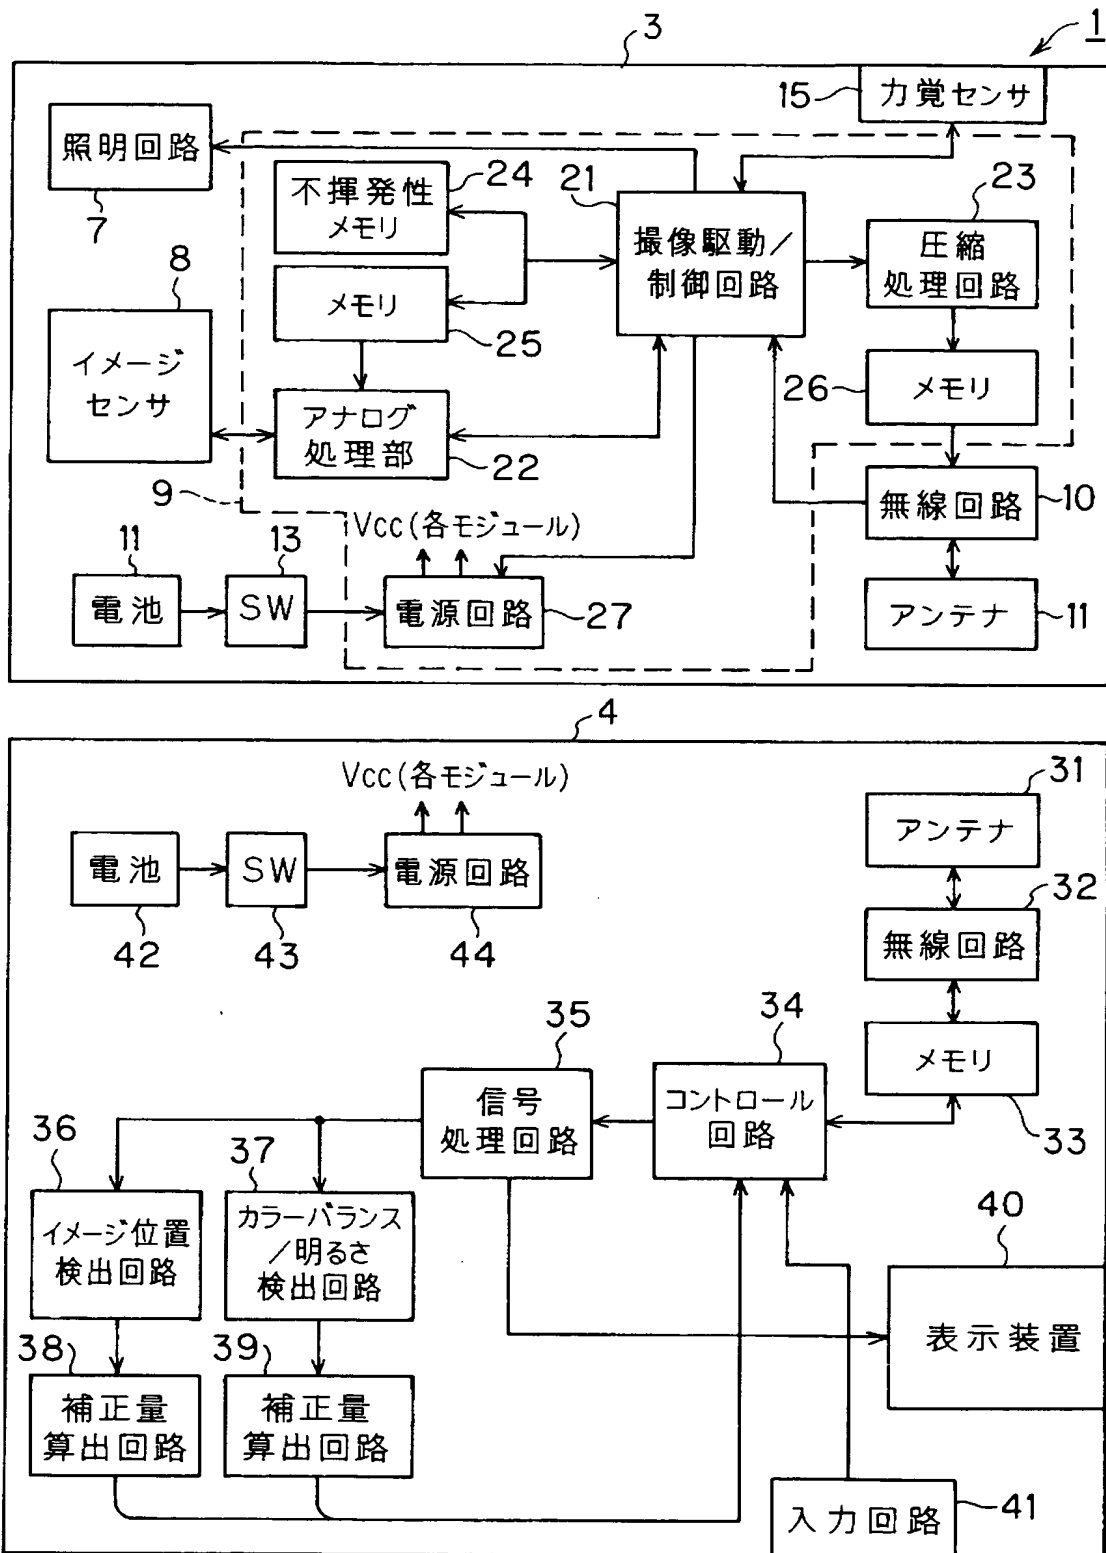 3
1
15
力覚センサ
照明回路
7
不揮発性
メモリ
24
21
撮像駆動/
制御回路
23
圧縮
処理回路
8
イメージ
センサ
メモリ
25
26
メモリ
アナログ
処理部
22
9
無線回路
10
Vcc(各モジュール)
11
電池
13
SW
電源回路
27
アンテナ
11
4
Vcc(各モジュール)
31
アンテナ
電池
42
SW
43
電源回路
44
32
無線回路
35
信号
処理回路
34
コントロール
回路
メモリ
33
36
イメージ位置
検出回路
37
カラーバランス
/明るさ
検出回路
40
表示装置
38
補正量
算出回路
39
補正量
算出回路
入力回路
41